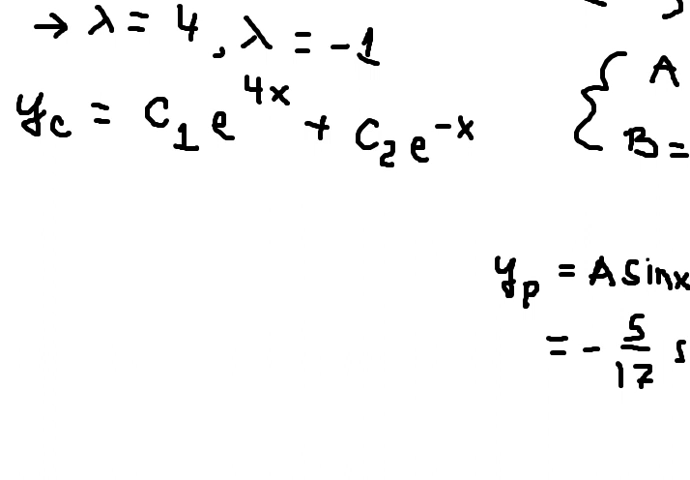 → λ = 4, λ = -1
y_c = C_1 e^{4x} + C_2 e^{-x}
{ A
B =
y_p = A sinx
= - 5/17 s